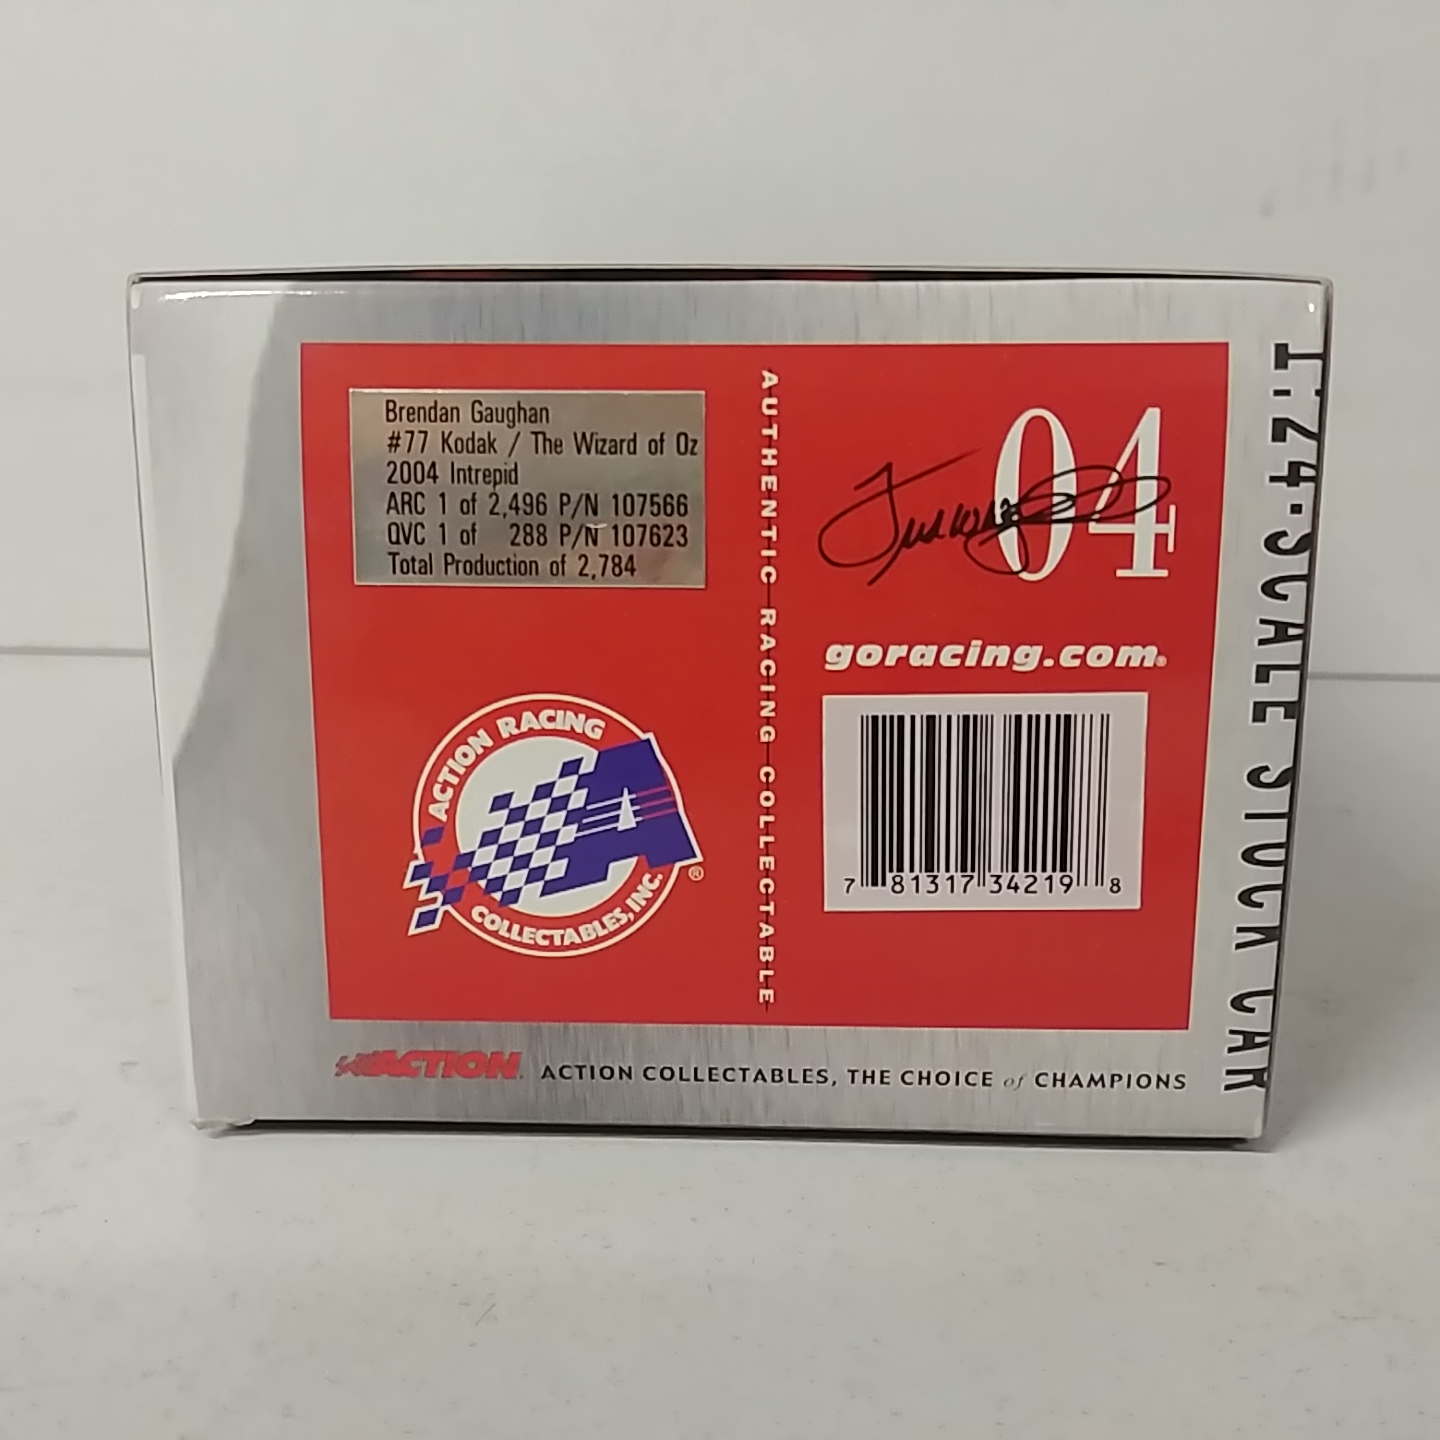 Brendan Gaughan
#77 Kodak / The Wizard of Oz
2004 Intrepid
ARC 1 of 2,496 P/N 107566
QVC 1 of 288 P/N 107623
Total Production of 2,784
AUTHENTIC RACING COLLECTABLE
04
goracing.com®
7 81317 34219 8
ACTION RACING
COLLECTABLES, INC.
®
A
1:24-SCALE STOCK CAR
ACTION. ACTION COLLECTABLES, THE CHOICE of CHAMPIONS